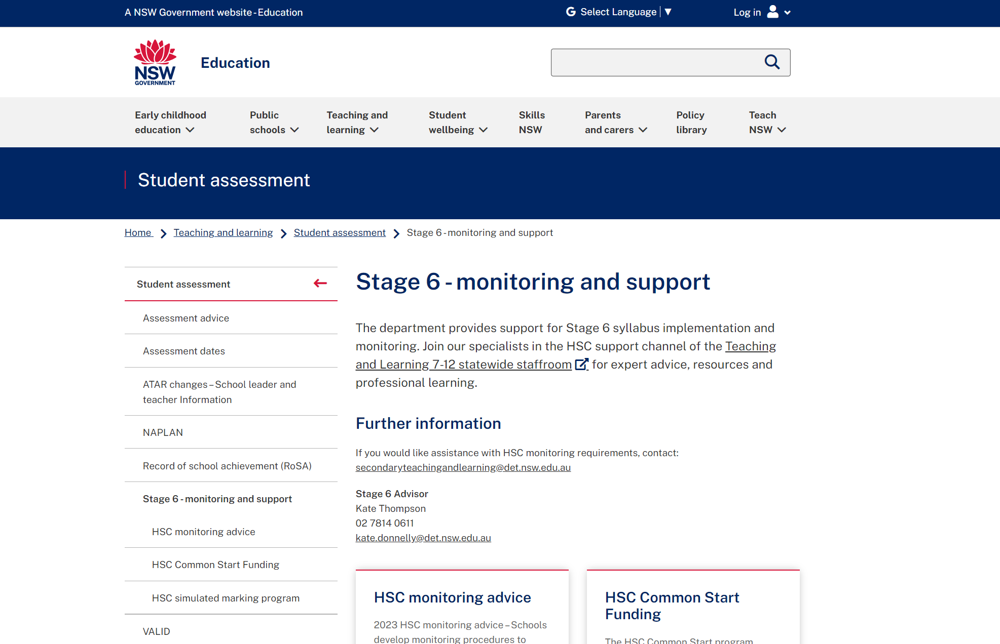 A NSW Government website - Education
Select Language ▼
Log in
NSW
GOVERNMENT
Education
Early childhood
education
Public
schools
Teaching and
learning
Student
wellbeing
Skills
NSW
Parents
and carers
Policy
library
Teach
NSW
Student assessment
Home
Teaching and learning
Student assessment
Stage 6 - monitoring and support
Student assessment
Assessment advice
Assessment dates
ATAR changes – School leader and
teacher Information
NAPLAN
Record of school achievement (RoSA)
Stage 6 - monitoring and support
HSC monitoring advice
HSC Common Start Funding
HSC simulated marking program
VALID
Stage 6 - monitoring and support
The department provides support for Stage 6 syllabus implementation and
monitoring. Join our specialists in the HSC support channel of the Teaching
and Learning 7-12 statewide staffroom for expert advice, resources and
professional learning.
Further information
If you would like assistance with HSC monitoring requirements, contact:
secondaryteachingandlearning@det.nsw.edu.au
Stage 6 Advisor
Kate Thompson
02 7814 0611
kate.donnelly@det.nsw.edu.au
HSC monitoring advice
2023 HSC monitoring advice – Schools
develop monitoring procedures to
HSC Common Start
Funding
The HSC Common Start program